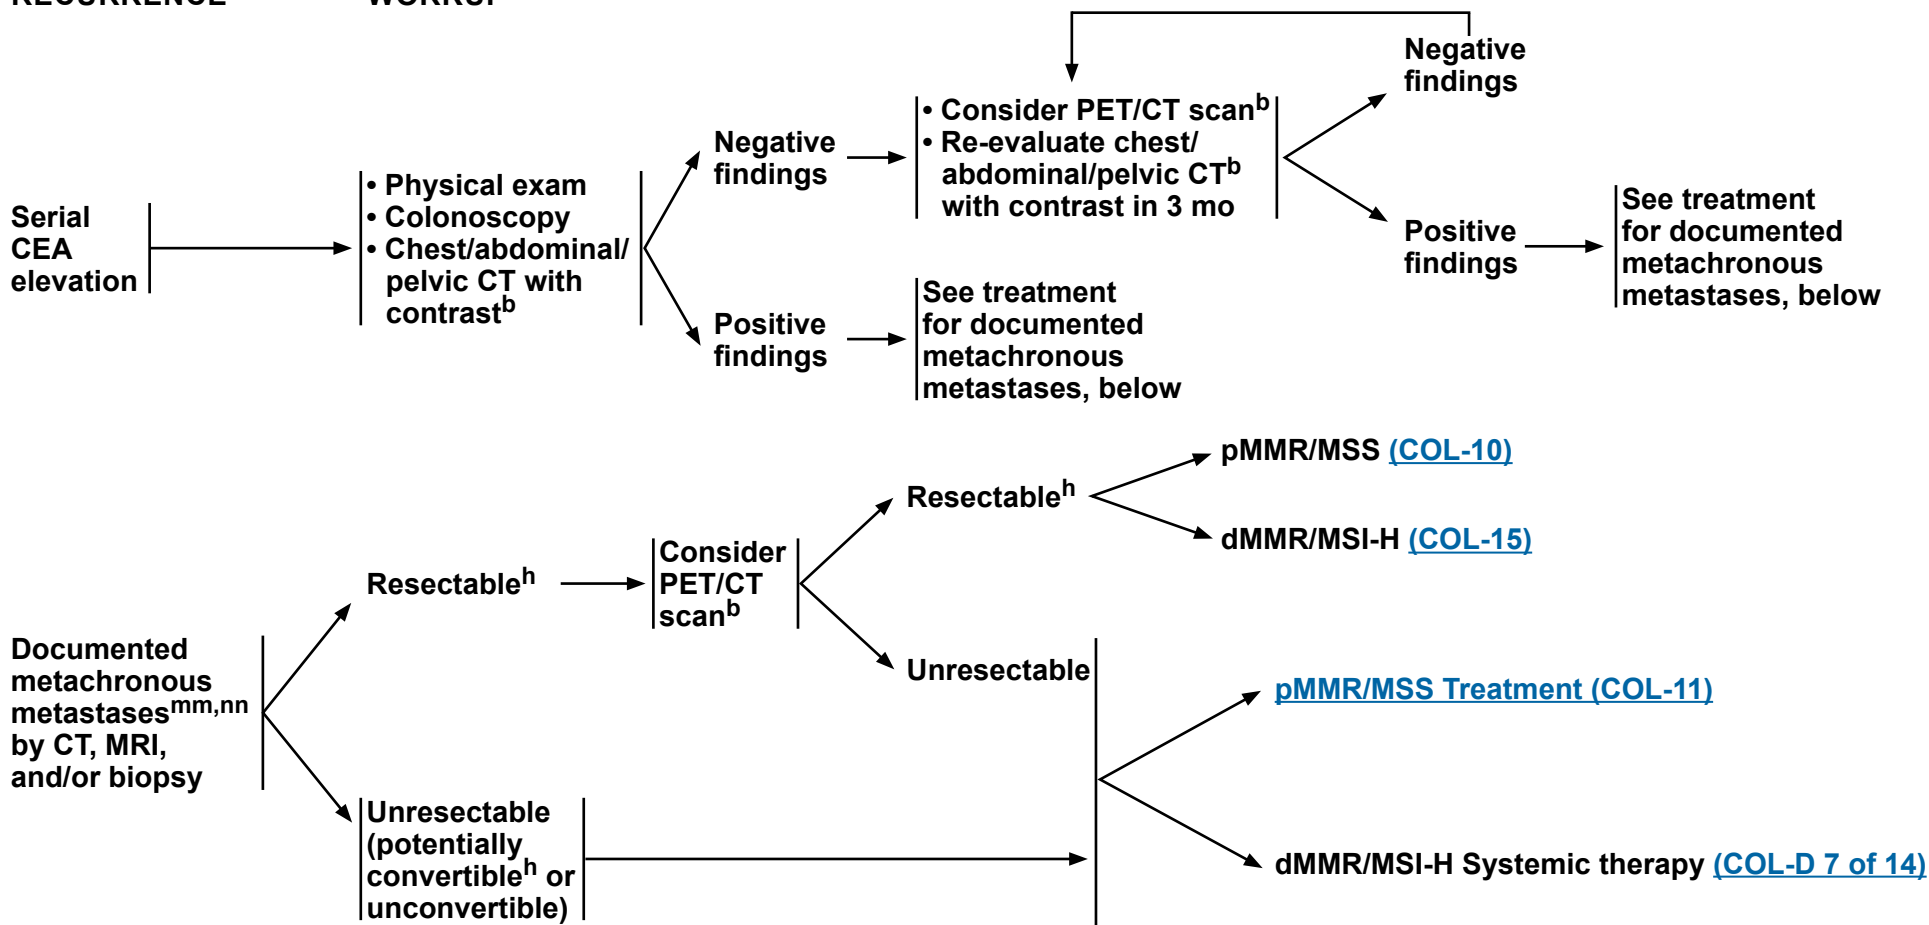 RECURRENCE WORKUP
Serial
CEA
elevation
• Physical exam
• Colonoscopy
• Chest/abdominal/
pelvic CT with
contrastb
Negative
findings
Positive
findings
• Consider PET/CT scanb
• Re-evaluate chest/
abdominal/pelvic CTb
with contrast in 3 mo
See treatment
for documented
metachronous
metastases, below
Negative
findings
Positive
findings
See treatment
for documented
metachronous
metastases, below
Documented
metachronous
metastasesmm,nn
by CT, MRI,
and/or biopsy
Resectableh
Consider
PET/CT
scanb
Resectableh
pMMR/MSS (COL-10)
dMMR/MSI-H (COL-15)
Unresectable
Unresectable
(potentially
convertibleh or
unconvertible)
pMMR/MSS Treatment (COL-11)
dMMR/MSI-H Systemic therapy (COL-D 7 of 14)